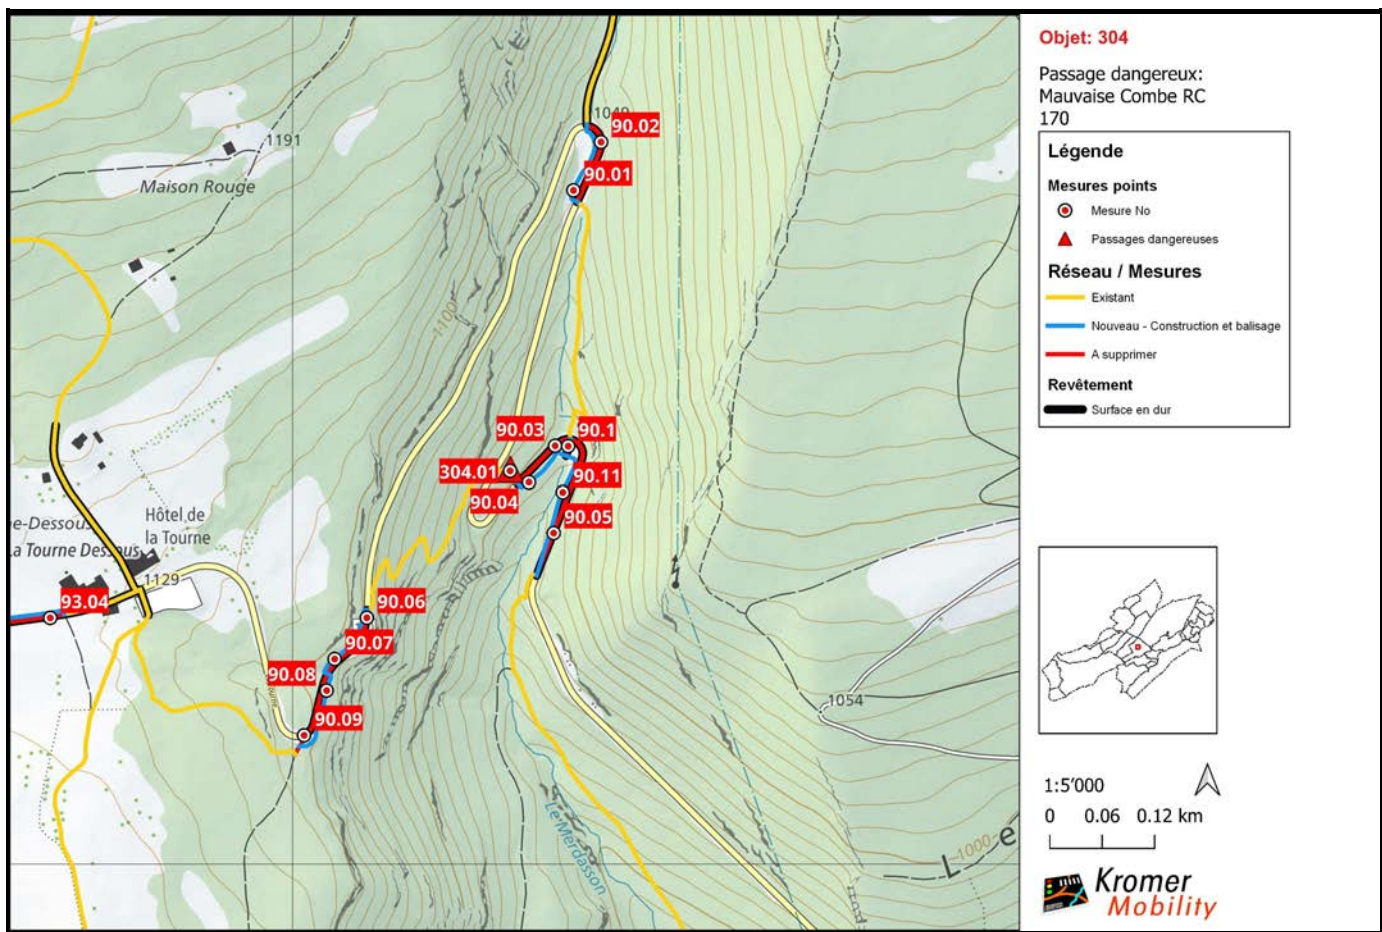 1049
90.02
1191
90.01
Maison Rouge
1100
90.03
90.1
304.01
90.11
90.04
90.05
Hôtel de
la Tourne
e-Dessous
La Tourne Dessous
1129
93.04
90.06
90.07
90.08
90.09
1054
Le Merdasson
1000
L e
Objet: 304
Passage dangereux:
Mauvaise Combe RC
170
Légende
Mesures points
Mesure No
Passages dangereuses
Réseau / Mesures
Existant
Nouveau - Construction et balisage
A supprimer
Revêtement
Surface en dur
1:5'000
0 0.06 0.12 km
Kromer
Mobility